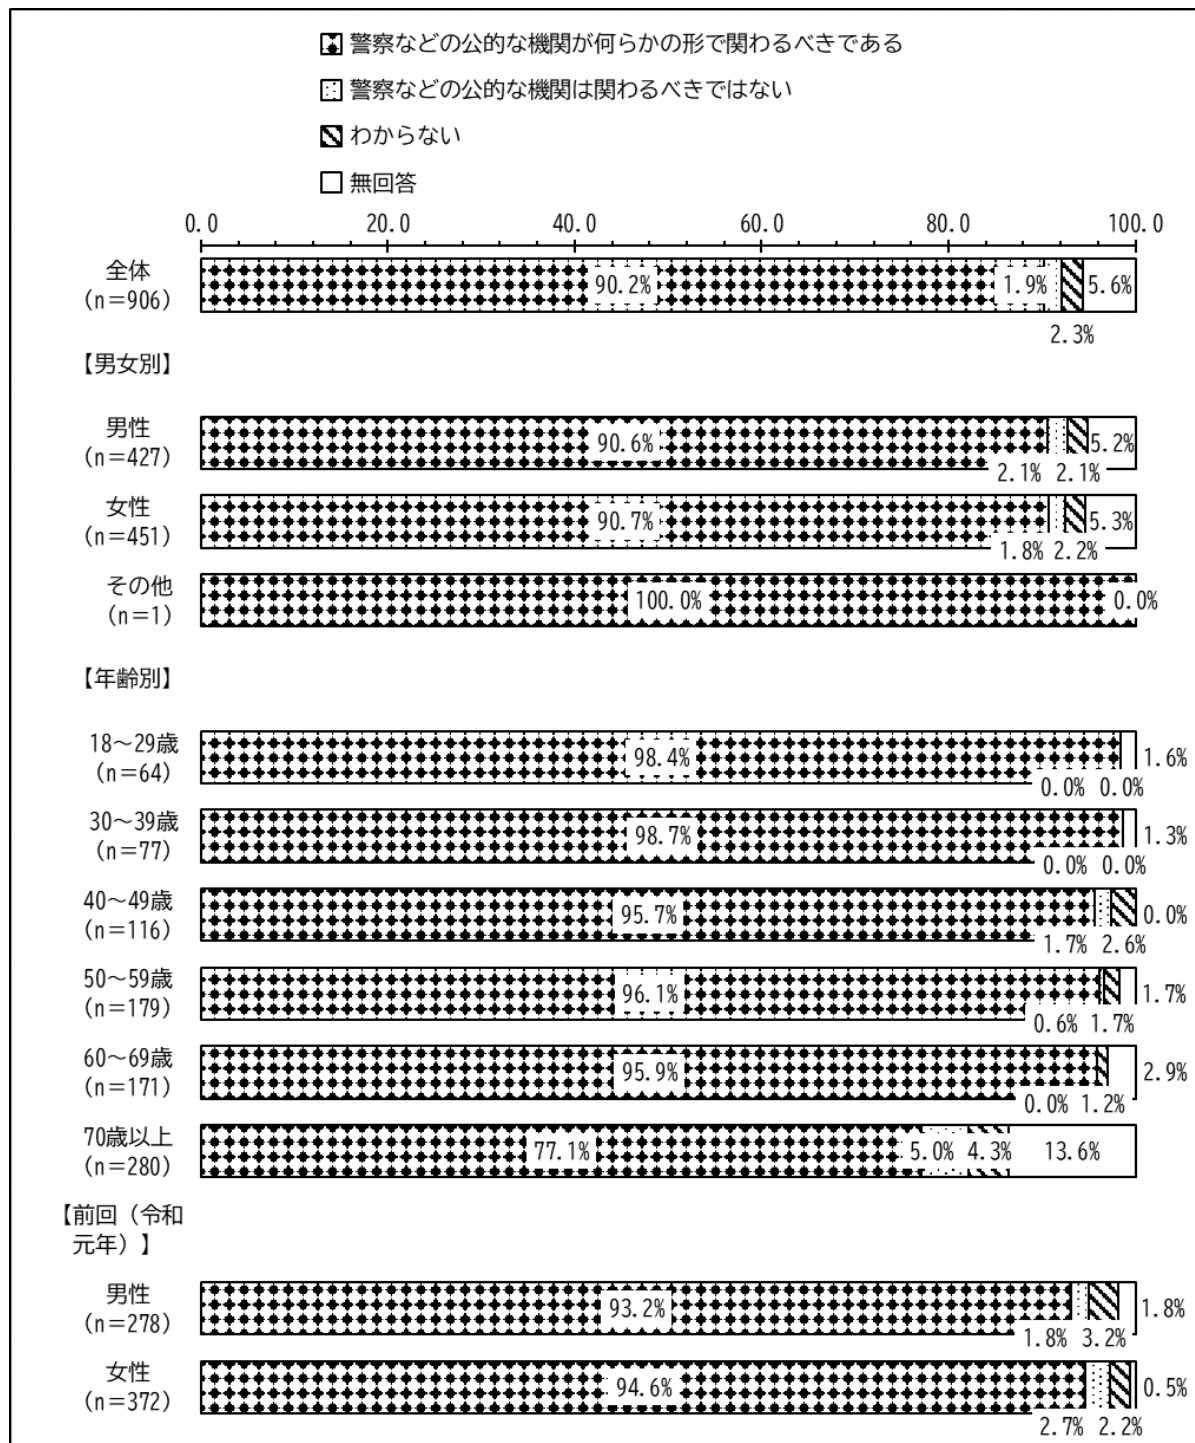 警察などの公的な機関が何らかの形で関わるべきである
警察などの公的な機関は関わるべきではない
わからない
無回答
0.0 20.0 40.0 60.0 80.0 100.0
全体
(n=906)
90.2% 1.9% 5.6%
2.3%
【男女別】
男性
(n=427)
90.6% 5.2%
2.1% 2.1%
女性
(n=451)
90.7% 5.3%
1.8% 2.2%
その他
(n=1)
100.0% 0.0%
【年齢別】
18～29歳
(n=64)
98.4% 1.6%
0.0% 0.0%
30～39歳
(n=77)
98.7% 1.3%
0.0% 0.0%
40～49歳
(n=116)
95.7% 0.0%
1.7% 2.6%
50～59歳
(n=179)
96.1% 1.7%
0.6% 1.7%
60～69歳
(n=171)
95.9% 2.9%
0.0% 1.2%
70歳以上
(n=280)
77.1% 5.0% 4.3% 13.6%
【前回（令和
元年）】
男性
(n=278)
93.2% 1.8%
1.8% 3.2%
女性
(n=372)
94.6% 0.5%
2.7% 2.2%